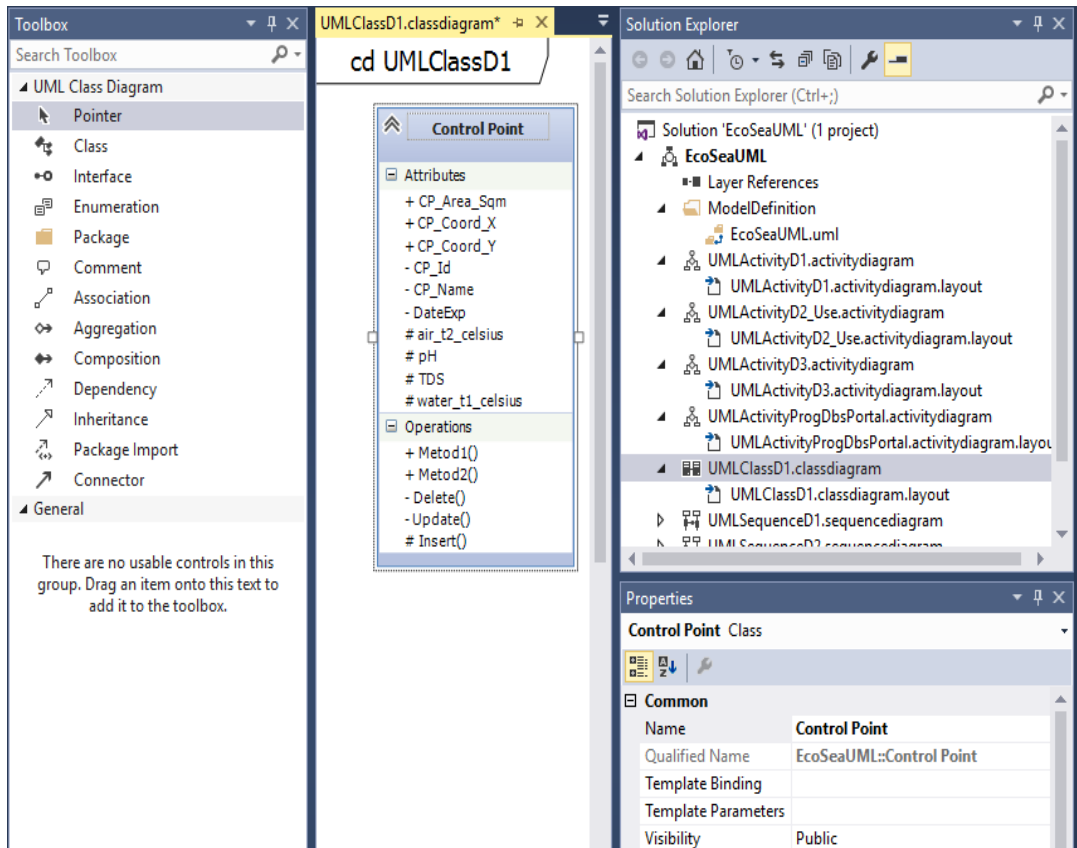 Toolbox
Search Toolbox
UML Class Diagram
Pointer
Class
Interface
Enumeration
Package
Comment
Association
Aggregation
Composition
Dependency
Inheritance
Package Import
Connector
General
There are no usable controls in this
group. Drag an item onto this text to
add it to the toolbox.
UMLClassD1.classdiagram*
cd UMLClassD1
Control Point
Attributes
+ CP_Area_Sqm
+ CP_Coord_X
+ CP_Coord_Y
- CP_Id
- CP_Name
- DateExp
# air_t2_celsius
# pH
# TDS
# water_t1_celsius
Operations
+ Metod1()
+ Metod2()
- Delete()
- Update()
# Insert()
Solution Explorer
Search Solution Explorer (Ctrl+;)
Solution 'EcoSeaUML' (1 project)
EcoSeaUML
Layer References
ModelDefinition
EcoSeaUML.uml
UMLActivityD1.activitydiagram
UMLActivityD1.activitydiagram.layout
UMLActivityD2_Use.activitydiagram
UMLActivityD2_Use.activitydiagram.layout
UMLActivityD3.activitydiagram
UMLActivityD3.activitydiagram.layout
UMLActivityProgDbsPortal.activitydiagram
UMLActivityProgDbsPortal.activitydiagram.layou
UMLClassD1.classdiagram
UMLClassD1.classdiagram.layout
UMLSequenceD1.sequencediagram
UMLSequenceD2.sequencediagram
Properties
Control Point Class
Common
Name Control Point
Qualified Name EcoSeaUML::Control Point
Template Binding
Template Parameters
Visibility Public